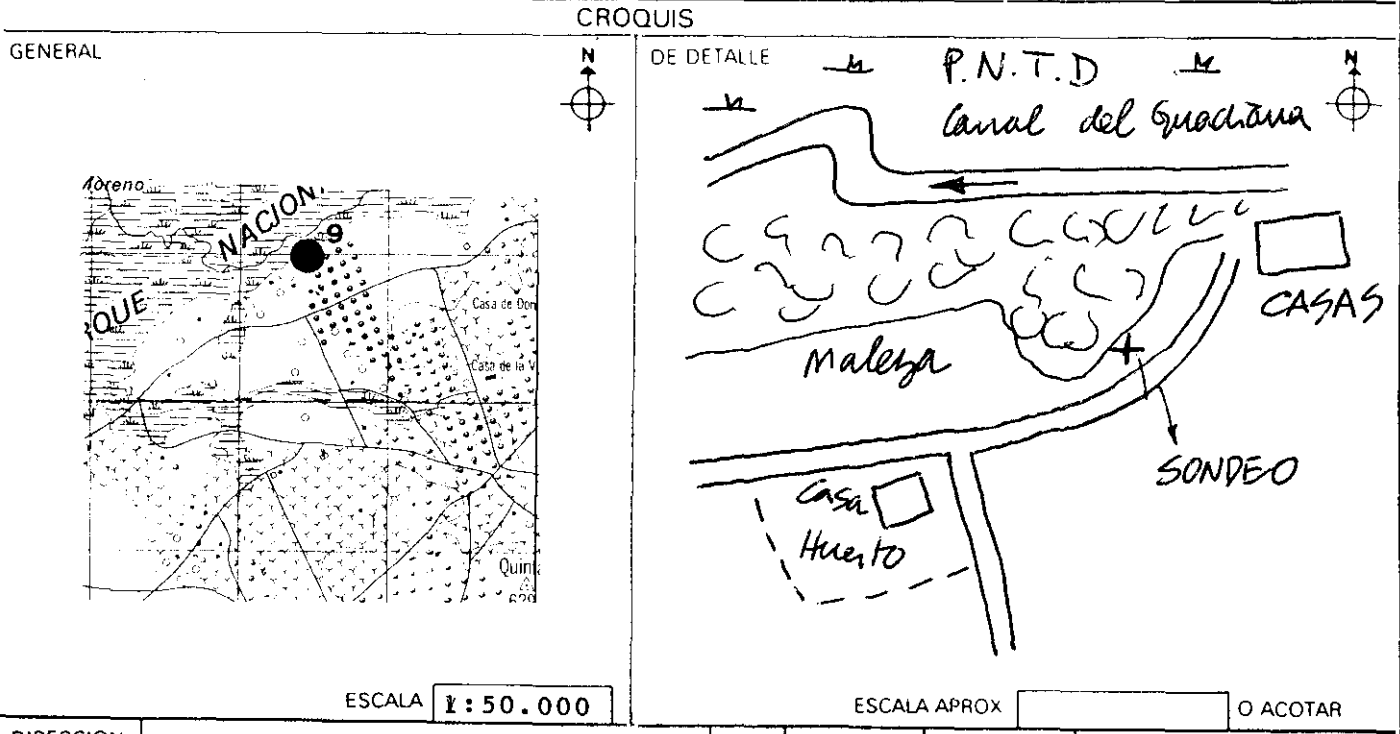 CROQUIS
GENERAL
N
Moreno
NACION.
9
RQUE
Casa de Don
Casa de la V
Quint
629
ESCALA 1:50.000
DE DETALLE
P.N.T.D
N
Canal del Guadiana
CASAS
Maleza
SONDEO
Casa
Huerto
ESCALA APROX
O ACOTAR
DIRECCION